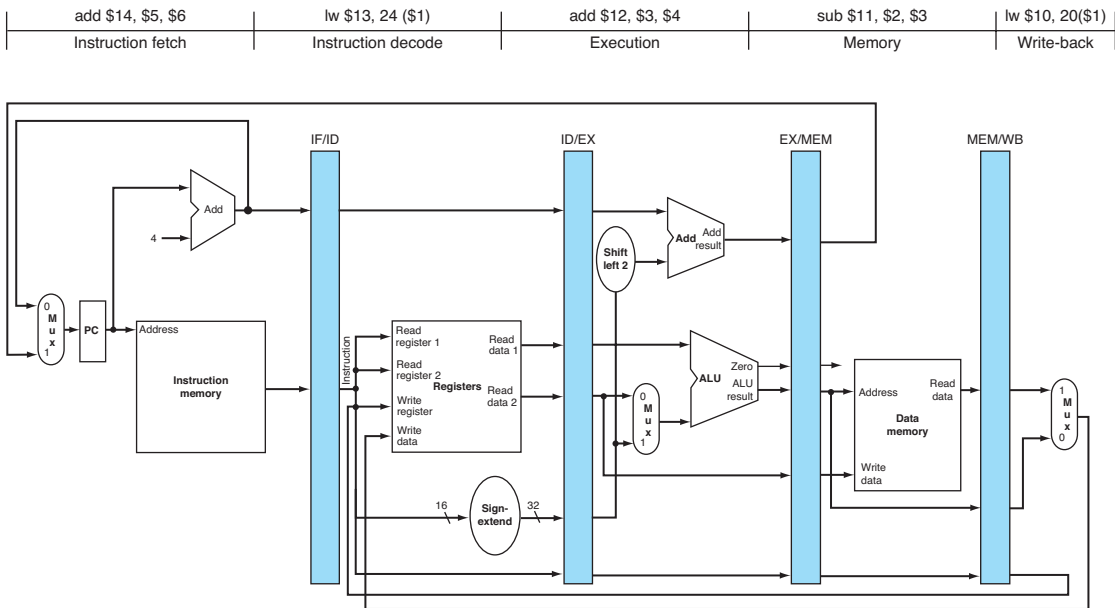 add $14, $5, $6
lw $13, 24 ($1)
add $12, $3, $4
sub $11, $2, $3
lw $10, 20($1)
Instruction fetch
Instruction decode
Execution
Memory
Write-back
IF/ID
ID/EX
EX/MEM
MEM/WB
Add
4
0
M
u
x
1
PC
Address
Instruction
memory
Instruction
Read
register 1
Read
register 2
Write
register
Write
data
Registers
Read
data 1
Read
data 2
16
Sign-
extend
32
Shift
left 2
Add
Add
result
0
M
u
x
1
ALU
Zero
ALU
result
Address
Data
memory
Read
data
Write
data
1
M
u
x
0